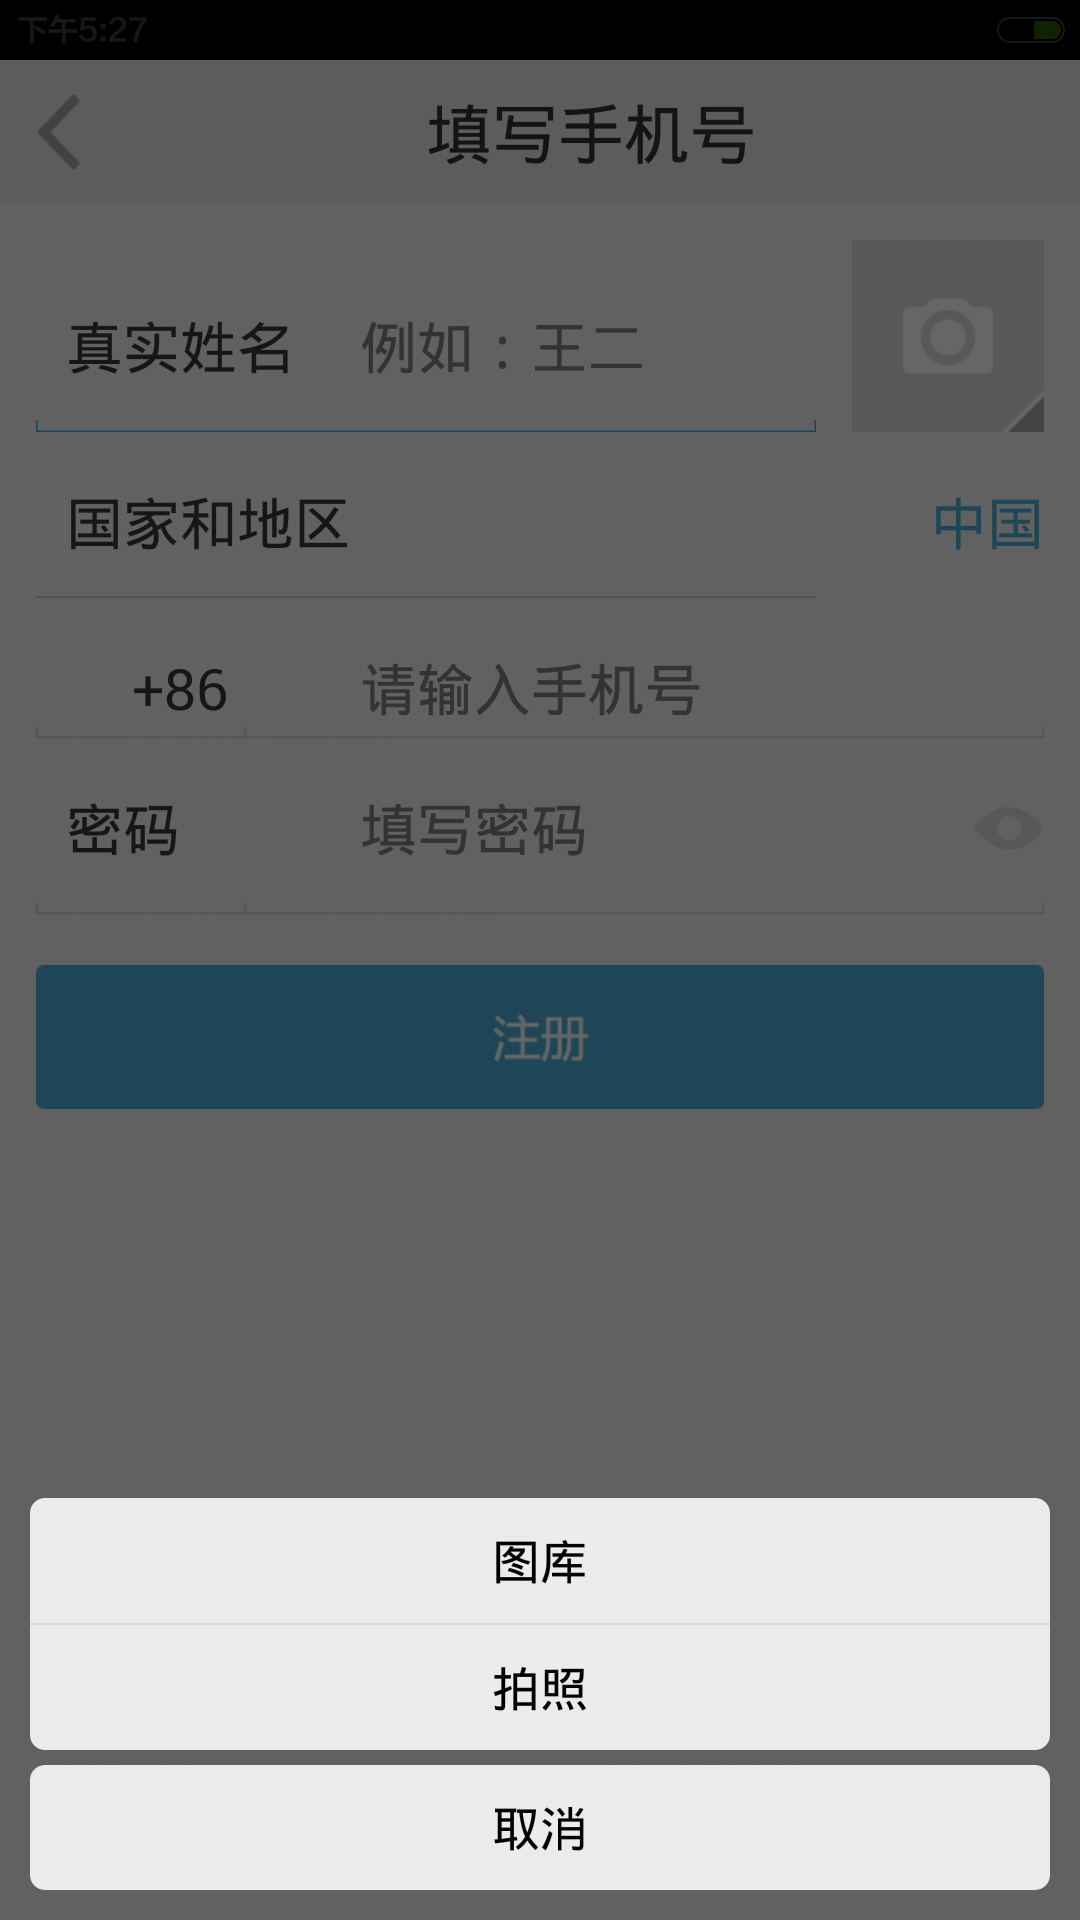 下午5:27
填写手机号
真实姓名 例如：王二
国家和地区 中国
+86 请输入手机号
密码 填写密码
注册
图库
拍照
取消